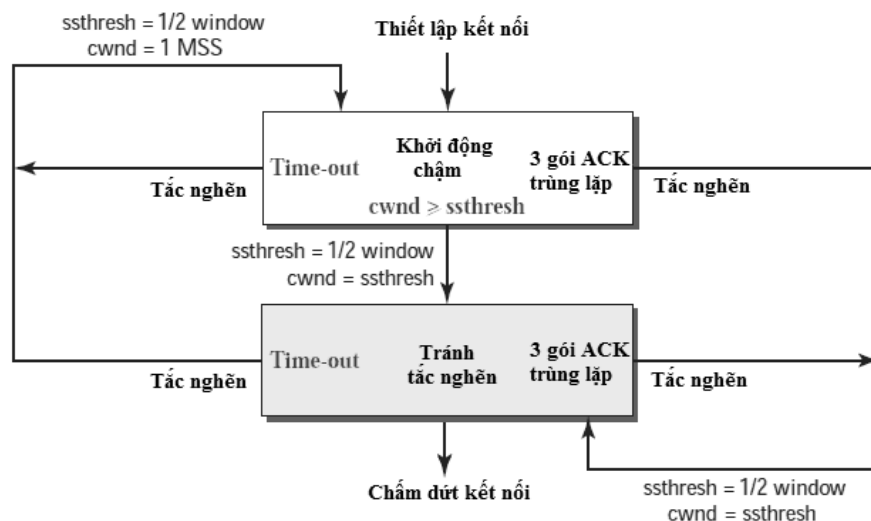 ssthresh = 1/2 window
cwnd = 1 MSS
Thiết lập kết nối
Time-out
Khởi động
chậm
3 gói ACK
trùng lặp
Tắc nghẽn
Tắc nghẽn
cwnd ≥ ssthresh
ssthresh = 1/2 window
cwnd = ssthresh
Time-out
Tránh
tắc nghẽn
3 gói ACK
trùng lặp
Tắc nghẽn
Tắc nghẽn
Chấm dứt kết nối
ssthresh = 1/2 window
cwnd = ssthresh